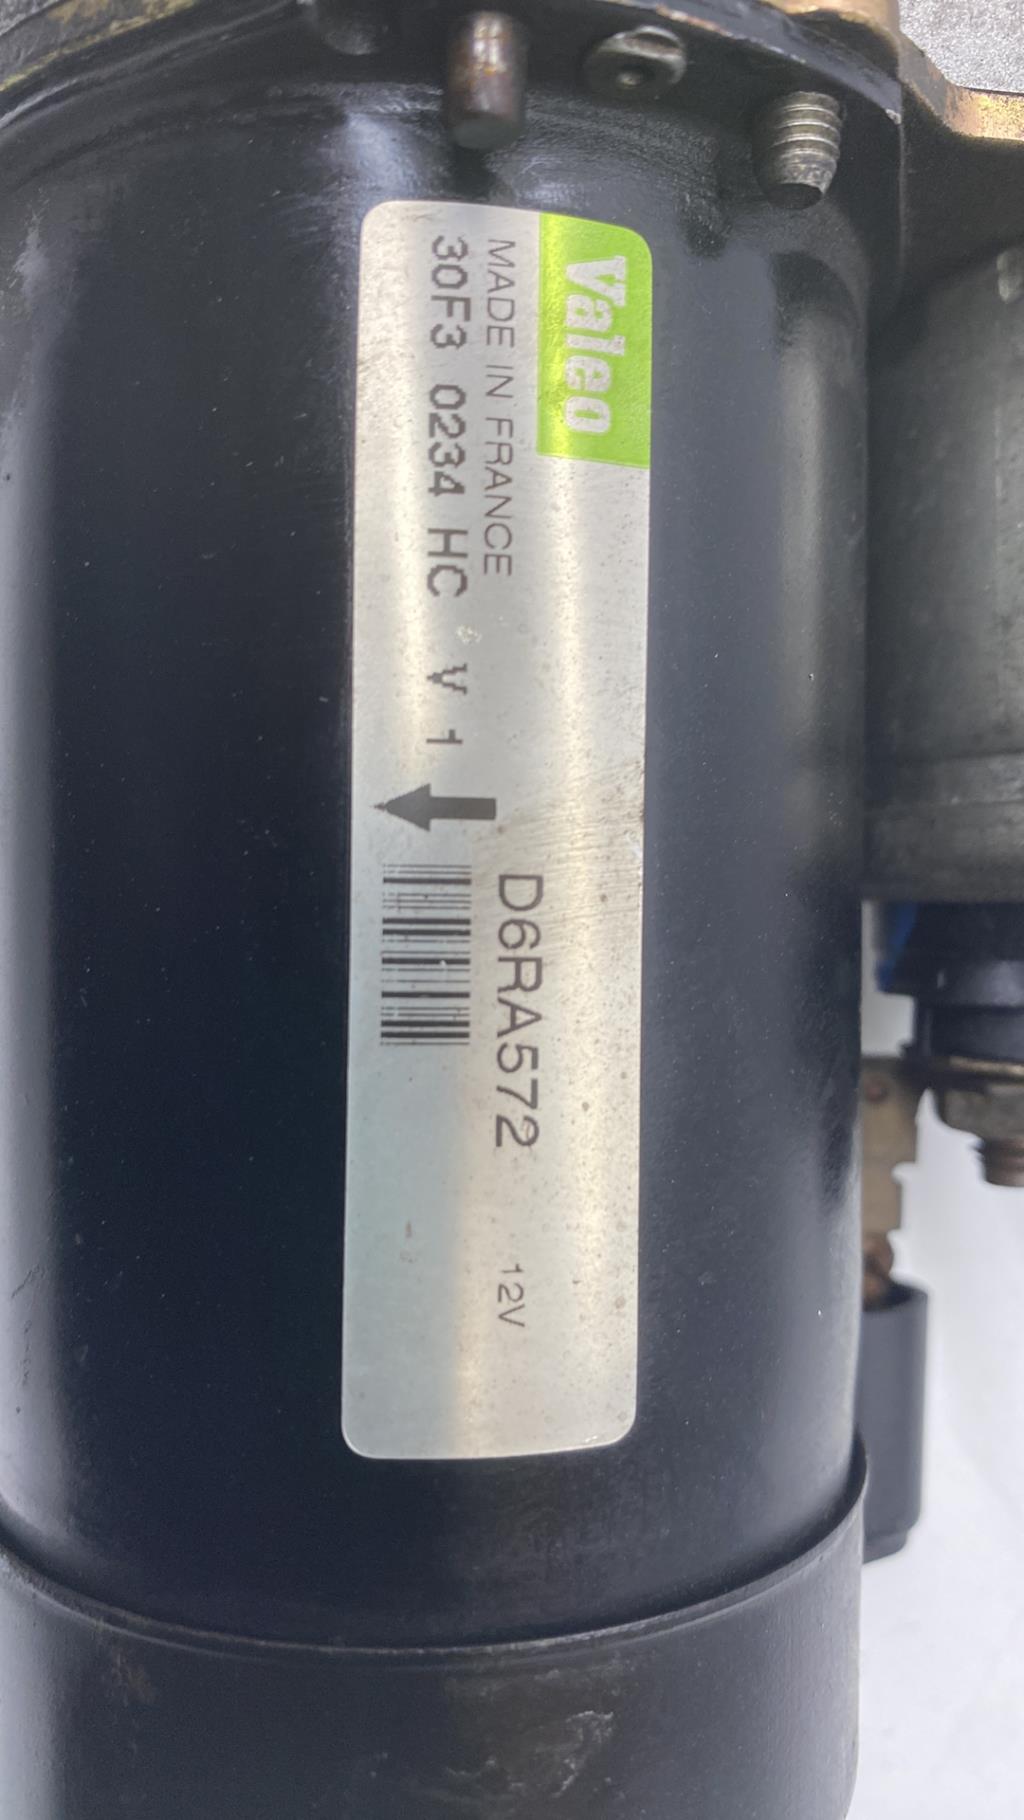 Valeo
MADE IN FRANCE
30F3 0234 HC V 1
D6RA572 12V